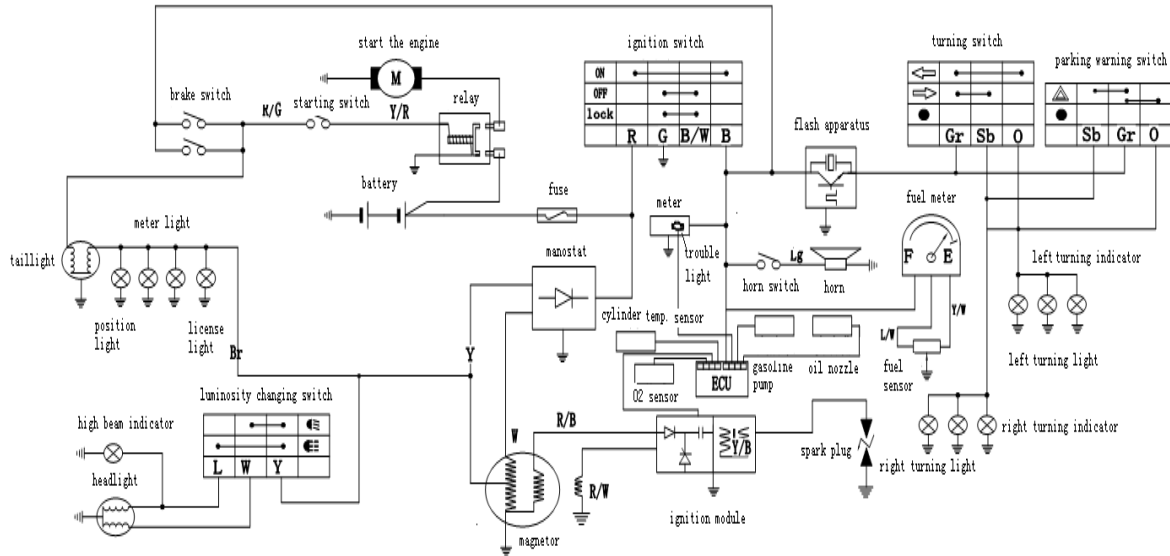 start the engine
ignition switch
turning switch
parking warning switch
brake switch
starting switch
K/G
Y/R
M
relay
ON
OFF
lock
R G B/W B
flash apparatus
Gr Sb O
Sb Gr O
battery
fuse
meter
fuel meter
meter light
trouble
light
F E
taillight
manostat
Lg
horn switch
horn
left turning indicator
position
light
license
light
cylinder temp. sensor
Y/W
L/W
Br
Y
ECU
gasoline
pump
oil nozzle
fuel
sensor
left turning light
O2 sensor
luminosity changing switch
high beam indicator
L W Y
W
R/B
Y/B
spark plug
right turning indicator
right turning light
headlight
R/W
ignition module
magnetor